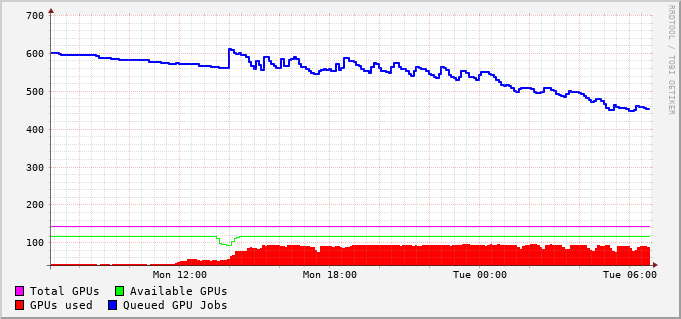 700
600
500
400
300
200
100
Mon 12:00 Mon 18:00 Tue 00:00 Tue 06:00
Total GPUs Available GPUs
GPUs used Queued GPU Jobs
RRDTOOL / TOBI OETIKER